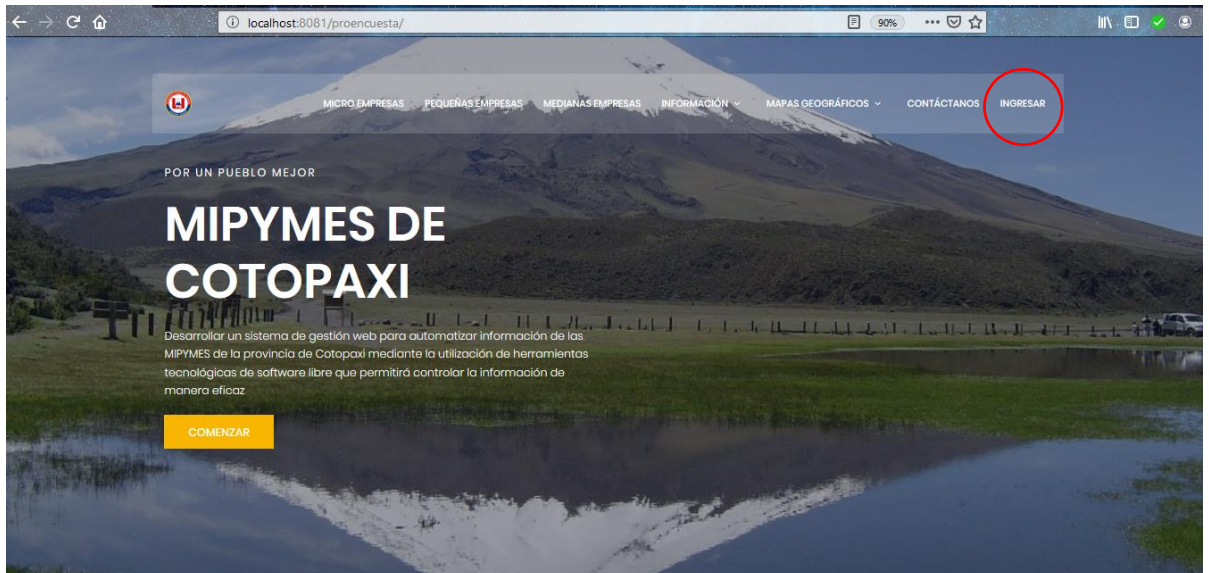 localhost:8081/proencuesta/
90%
MICRO EMPRESAS PEQUEÑAS EMPRESAS MEDIANAS EMPRESAS INFORMACIÓN MAPAS GEOGRÁFICOS CONTÁCTANOS INGRESAR
POR UN PUEBLO MEJOR
MIPYMES DE
COTOPAXI
Desarrollar un sistema de gestión web para automatizar información de las
MIPYMES de la provincia de Cotopaxi mediante la utilización de herramientas
tecnológicas de software libre que permitirá controlar la información de
manera eficaz
COMENZAR